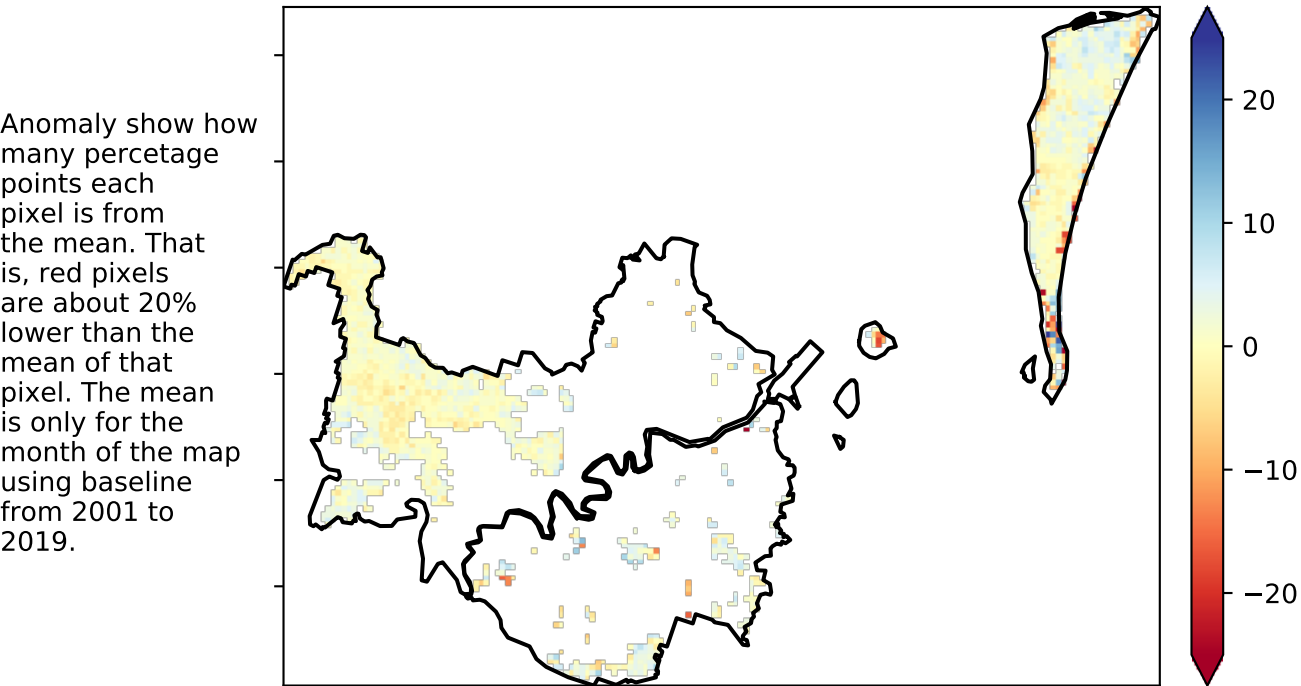 Anomaly show how
many percetage
points each
pixel is from
the mean. That
is, red pixels
are about 20%
lower than the
mean of that
pixel. The mean
is only for the
month of the map
using baseline
from 2001 to
2019.
20
10
0
−10
−20